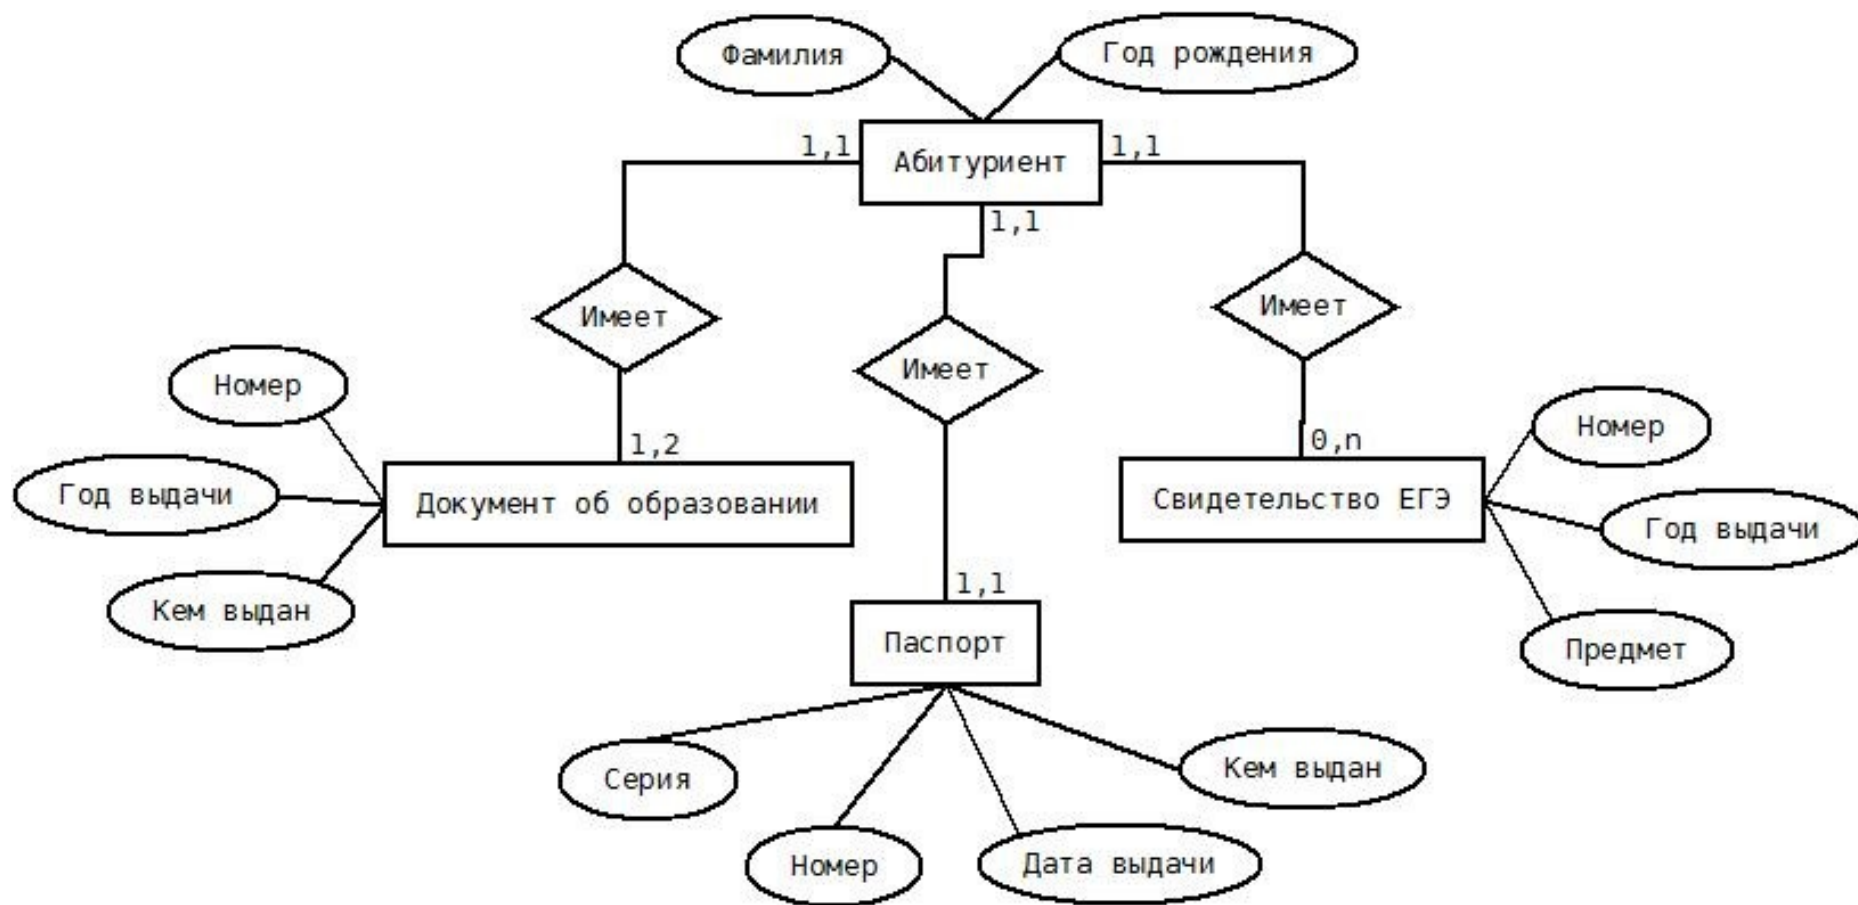 Фамилия
Год рождения
1,1
Абитуриент
1,1
1,1
Имеет
Имеет
Имеет
Номер
1,2
0,n
Номер
Год выдачи
Документ об образовании
Свидетельство ЕГЭ
Год выдачи
Кем выдан
1,1
Паспорт
Предмет
Серия
Кем выдан
Номер
Дата выдачи